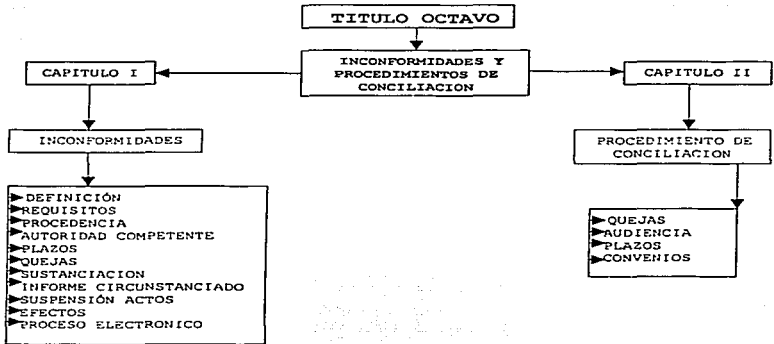 TITULO OCTAVO
INCONFORMIDADES Y
PROCEDIMIENTOS DE
CONCILIACION
CAPITULO I
CAPITULO II
INCONFORMIDADES
PROCEDIMIENTO DE
CONCILIACION
DEFINICIÓN
REQUISITOS
PROCEDENCIA
AUTORIDAD COMPETENTE
PLAZOS
QUEJAS
SUSTANCIACION
INFORME CIRCUNSTANCIADO
SUSPENSIÓN ACTOS
EFECTOS
PROCESO ELECTRONICO
QUEJAS
AUDIENCIA
PLAZOS
CONVENIOS